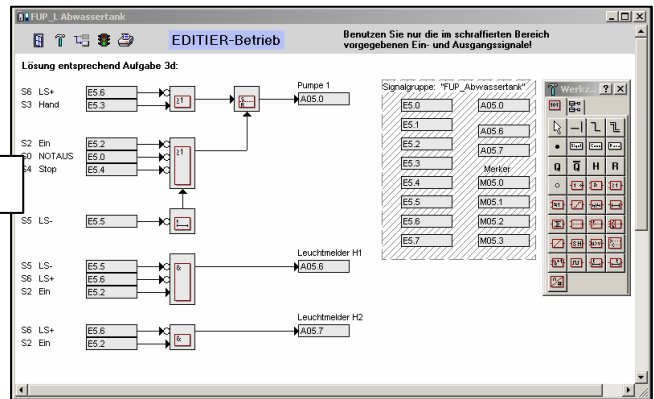 FUP_L Abwassertank
EDITIER-Betrieb
Benutzen Sie nur die im schraffierten Bereich
vorgegebenen Ein- und Ausgangssignale!
Lösung entsprechend Aufgabe 3d:
S6 LS+ E5.6
S3 Hand E5.3
≥1
S
R
Pumpe 1
A05.0
S2 Ein E5.2
S0 NOTAUS E5.0
S4 Stop E5.4
≥1
S5 LS- E5.5
S5 LS- E5.5
S6 LS+ E5.6
S2 Ein E5.2
&
Leuchtmelder H1
A05.6
S6 LS+ E5.6
S2 Ein E5.2
&
Leuchtmelder H2
A05.7
Signalgruppe: "FUP_Abwassertank"
E5.0 A05.0
E5.1 A05.6
E5.2 A05.7
E5.3 Merker
E5.4 M05.0
E5.5 M05.1
E5.6 M05.2
E5.7 M05.3
Werkz...
Q Q H R